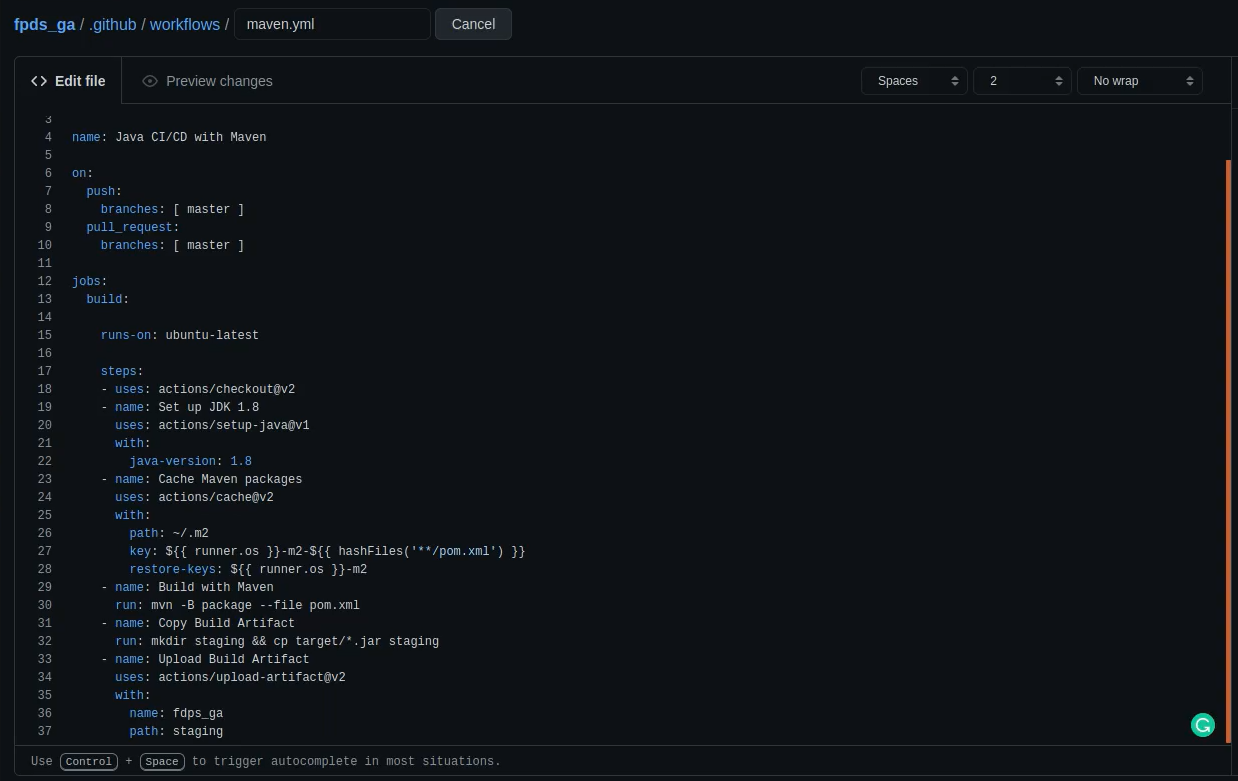 fpds_ga / .github / workflows / maven.yml Cancel
Edit file Preview changes Spaces 2 No wrap
3
4 name: Java CI/CD with Maven
5
6 on:
7   push:
8     branches: [ master ]
9   pull_request:
10     branches: [ master ]
11
12 jobs:
13   build:
14
15     runs-on: ubuntu-latest
16
17     steps:
18     - uses: actions/checkout@v2
19     - name: Set up JDK 1.8
20       uses: actions/setup-java@v1
21       with:
22         java-version: 1.8
23     - name: Cache Maven packages
24       uses: actions/cache@v2
25       with:
26         path: ~/.m2
27         key: ${{ runner.os }}-m2-${{ hashFiles('**/pom.xml') }}
28         restore-keys: ${{ runner.os }}-m2
29     - name: Build with Maven
30       run: mvn -B package --file pom.xml
31     - name: Copy Build Artifact
32       run: mkdir staging && cp target/*.jar staging
33     - name: Upload Build Artifact
34       uses: actions/upload-artifact@v2
35       with:
36         name: fdps_ga
37         path: staging
Use Control + Space to trigger autocomplete in most situations.